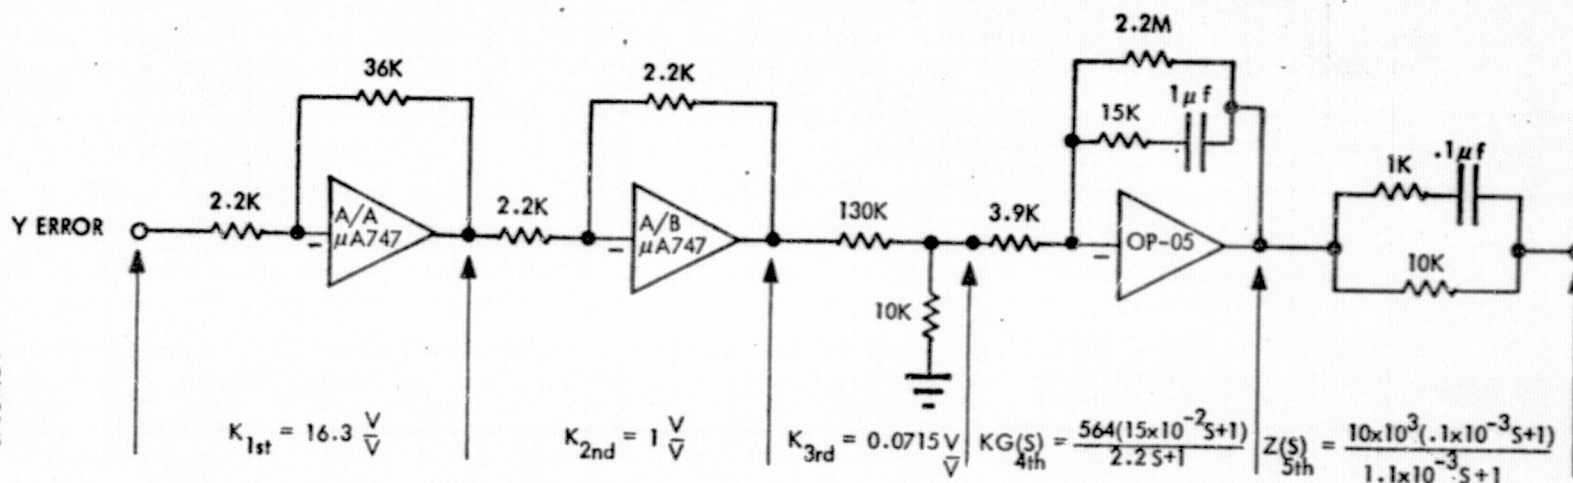 2.2M
36K
2.2K
1µf
15K
1K
.1µf
2.2K
A/A
µA747
2.2K
A/B
µA747
130K
3.9K
OP-05
10K
Y ERROR
10K
K1st = 16.3 V/V
K2nd = 1 V/V
K3rd = 0.0715 V/V
KG(S)4th = 564(15x10^-2S+1)/2.2S+1
Z(S)5th = 10x10^3(.1x10^-3S+1)/1.1x10^-3S+1